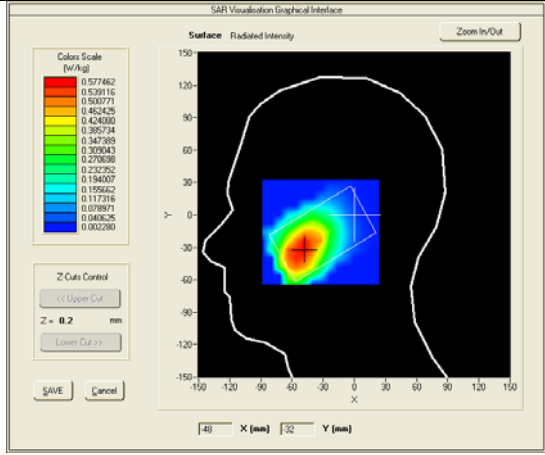 SAR Visualisation Graphical Interface
Surface Radiated Intensity
Zoom In/Out
Colors Scale
(W/kg)
0.577462
0.539116
0.500771
0.462425
0.424080
0.385734
0.347389
0.309043
0.270698
0.232352
0.194007
0.155662
0.117316
0.078971
0.040625
0.002280
Z Cuts Control
<< Upper Cut
Z = 0.2 mm
Lower Cut >>
SAVE Cancel
150
120
90
60
30
0
-30
-60
-90
-120
-150
Y
-150 -120 -90 -60 -30 0 30 60 90 120 150
X
-48 X (mm) -32 Y (mm)